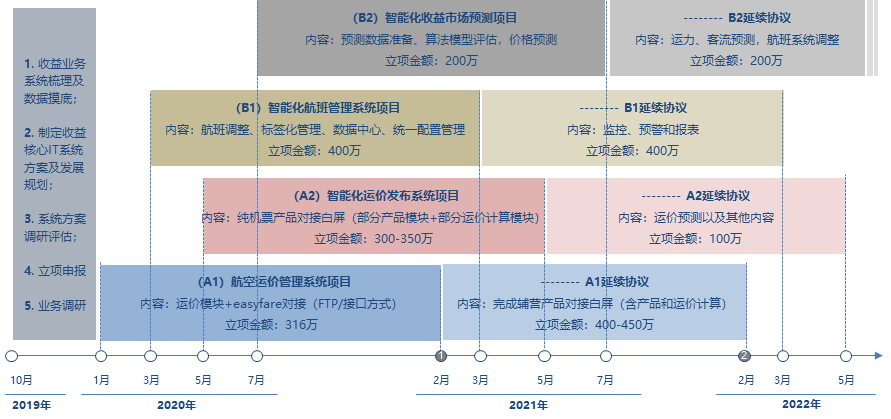 1. 收益业务
系统梳理及
数据摸底；
2. 制定收益
核心IT系统
方案及发展
规划；
3. 系统方案
调研评估；
4. 立项申报
5. 业务调研
（B2）智能化收益市场预测项目
内容：预测数据准备、算法模型评估，价格预测
立项金额：200万
-------- B2延续协议
内容：运力、客流预测，航班系统调整
立项金额：200万
（B1）智能化航班管理系统项目
内容：航班调整、标签化管理、数据中心、统一配置管理
立项金额：400万
-------- B1延续协议
内容：监控、预警和报表
立项金额：400万
（A2）智能化运价发布系统项目
内容：纯机票产品对接白屏（部分产品模块+部分运价计算模块）
立项金额：300-350万
-------- A2延续协议
内容：运价预测以及其他内容
立项金额：100万
（A1）航空运价管理系统项目
内容：运价模块+easyfare对接（FTP/接口方式）
立项金额：316万
-------- A1延续协议
内容：完成辅营产品对接白屏（含产品和运价计算）
立项金额：400-450万
1 2
10月 1月 3月 5月 7月 2月 3月 5月 7月 2月 3月 5月
2019年 2020年 2021年 2022年